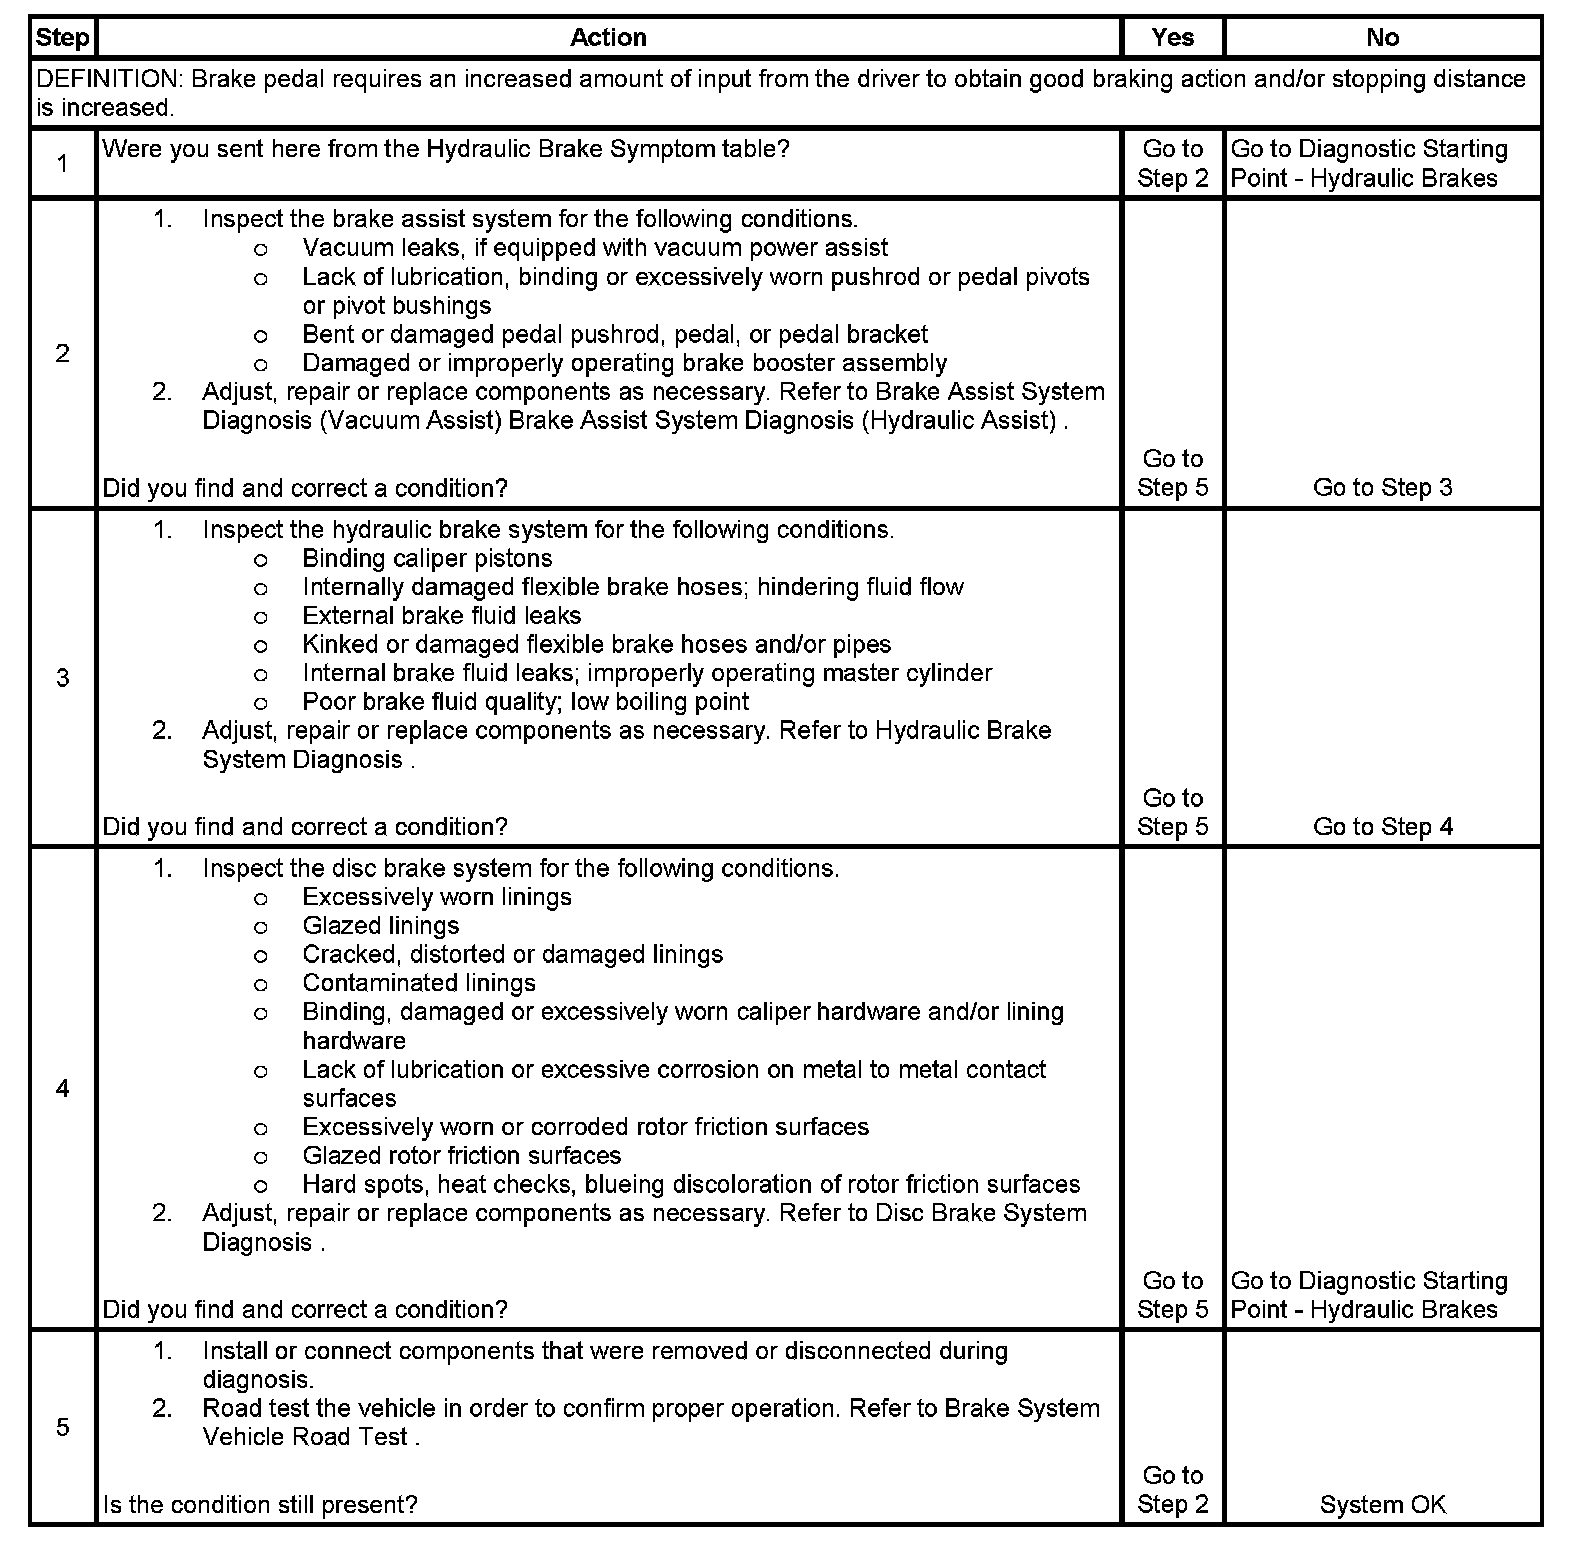 Step Action Yes No
DEFINITION: Brake pedal requires an increased amount of input from the driver to obtain good braking action and/or stopping distance
is increased.
1
Were you sent here from the Hydraulic Brake Symptom table?
Go to
Step 2
Go to Diagnostic Starting
Point - Hydraulic Brakes
2
1. Inspect the brake assist system for the following conditions.
o Vacuum leaks, if equipped with vacuum power assist
o Lack of lubrication, binding or excessively worn pushrod or pedal pivots
or pivot bushings
o Bent or damaged pedal pushrod, pedal, or pedal bracket
o Damaged or improperly operating brake booster assembly
2. Adjust, repair or replace components as necessary. Refer to Brake Assist System
Diagnosis (Vacuum Assist) Brake Assist System Diagnosis (Hydraulic Assist) .
Did you find and correct a condition?
Go to
Step 5
Go to Step 3
3
1. Inspect the hydraulic brake system for the following conditions.
o Binding caliper pistons
o Internally damaged flexible brake hoses; hindering fluid flow
o External brake fluid leaks
o Kinked or damaged flexible brake hoses and/or pipes
o Internal brake fluid leaks; improperly operating master cylinder
o Poor brake fluid quality; low boiling point
2. Adjust, repair or replace components as necessary. Refer to Hydraulic Brake
System Diagnosis .
Did you find and correct a condition?
Go to
Step 5
Go to Step 4
4
1. Inspect the disc brake system for the following conditions.
o Excessively worn linings
o Glazed linings
o Cracked, distorted or damaged linings
o Contaminated linings
o Binding, damaged or excessively worn caliper hardware and/or lining
hardware
o Lack of lubrication or excessive corrosion on metal to metal contact
surfaces
o Excessively worn or corroded rotor friction surfaces
o Glazed rotor friction surfaces
o Hard spots, heat checks, blueing discoloration of rotor friction surfaces
2. Adjust, repair or replace components as necessary. Refer to Disc Brake System
Diagnosis .
Did you find and correct a condition?
Go to
Step 5
Go to Diagnostic Starting
Point - Hydraulic Brakes
5
1. Install or connect components that were removed or disconnected during
diagnosis.
2. Road test the vehicle in order to confirm proper operation. Refer to Brake System
Vehicle Road Test .
Is the condition still present?
Go to
Step 2
System OK